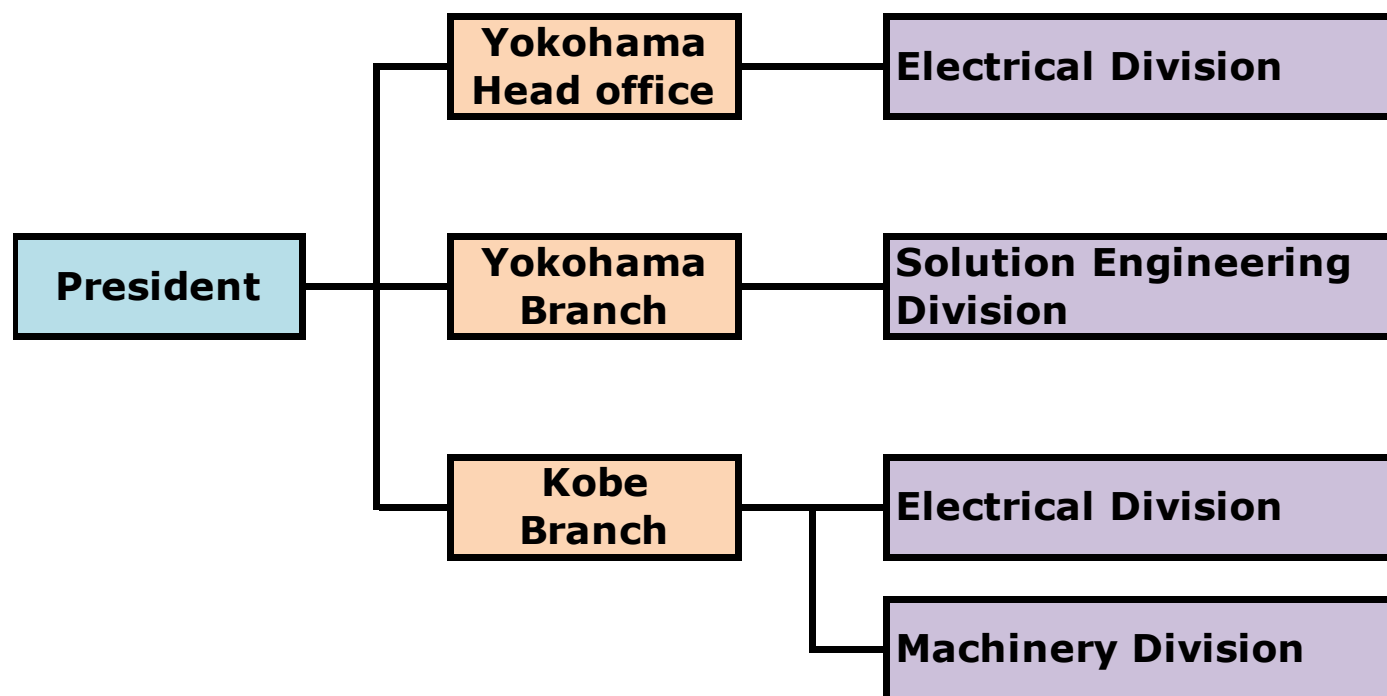 Yokohama
Head office
Electrical Division
President
Yokohama
Branch
Solution Engineering
Division
Kobe
Branch
Electrical Division
Machinery Division